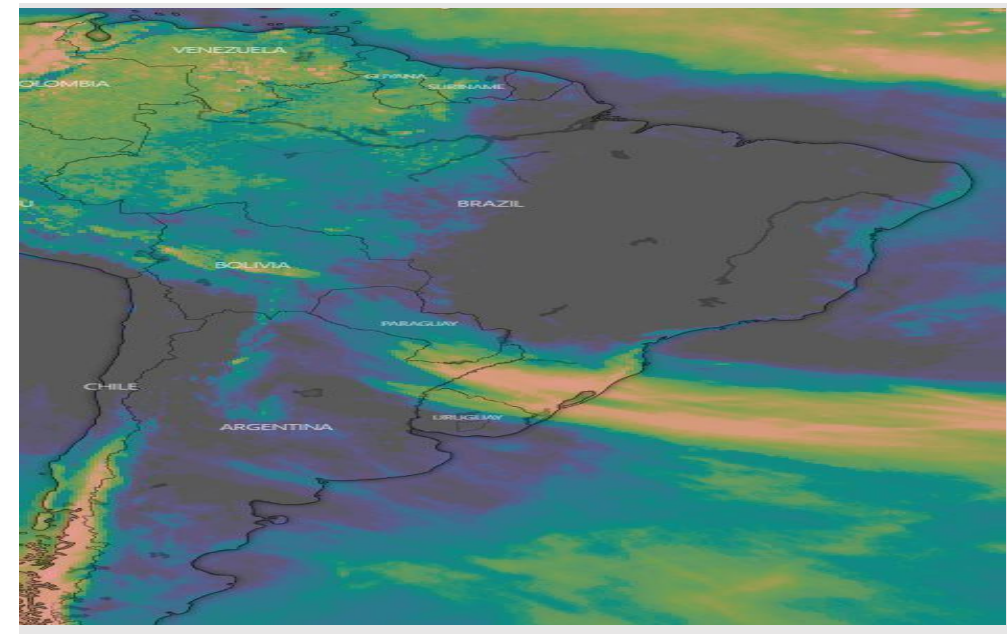 VENEZUELA
GUYANA
OLOMBIA
SURINAME
U
BRAZIL
BOLIVIA
PARAGUAY
CHILE
URUGUAY
ARGENTINA